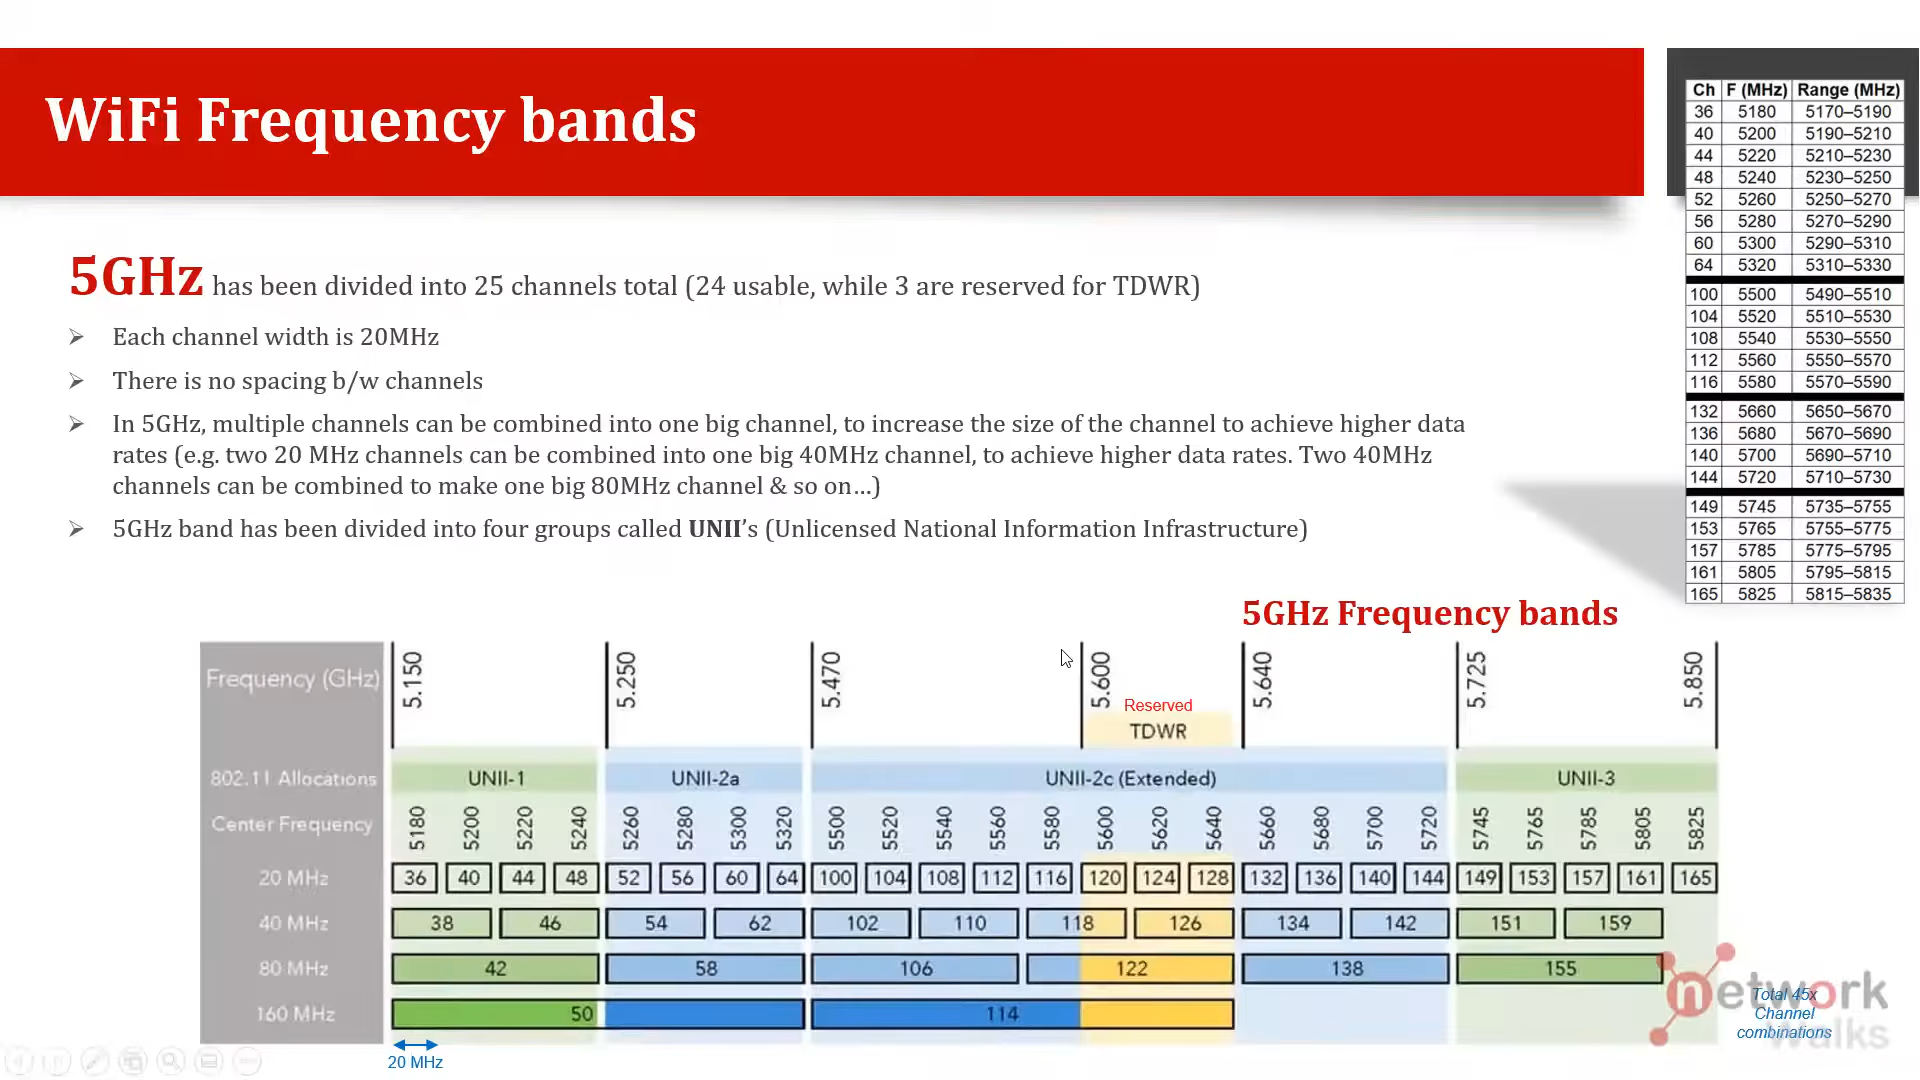 WiFi Frequency bands
Ch F (MHz) Range (MHz)
36 5180 5170–5190
40 5200 5190–5210
44 5220 5210–5230
48 5240 5230–5250
52 5260 5250–5270
56 5280 5270–5290
60 5300 5290–5310
64 5320 5310–5330
100 5500 5490–5510
104 5520 5510–5530
108 5540 5530–5550
112 5560 5550–5570
116 5580 5570–5590
132 5660 5650–5670
136 5680 5670–5690
140 5700 5690–5710
144 5720 5710–5730
149 5745 5735–5755
153 5765 5755–5775
157 5785 5775–5795
161 5805 5795–5815
165 5825 5815–5835
5GHz has been divided into 25 channels total (24 usable, while 3 are reserved for TDWR)
Each channel width is 20MHz
There is no spacing b/w channels
In 5GHz, multiple channels can be combined into one big channel, to increase the size of the channel to achieve higher data
rates (e.g. two 20 MHz channels can be combined into one big 40MHz channel, to achieve higher data rates. Two 40MHz
channels can be combined to make one big 80MHz channel & so on...)
5GHz band has been divided into four groups called UNII's (Unlicensed National Information Infrastructure)
5GHz Frequency bands
Frequency (GHz) 5.150 5.250 5.470 5.600 5.640 5.725 5.850
Reserved
TDWR
802.11 Allocations UNII-1 UNII-2a UNII-2c (Extended) UNII-3
Center Frequency 5180 5200 5220 5240 5260 5280 5300 5320 5500 5520 5540 5560 5580 5600 5620 5640 5660 5680 5700 5720 5745 5765 5785 5805 5825
20 MHz 36 40 44 48 52 56 60 64 100 104 108 112 116 120 124 128 132 136 140 144 149 153 157 161 165
40 MHz 38 46 54 62 102 110 118 126 134 142 151 159
80 MHz 42 58 106 122 138 155
160 MHz 50 114
20 MHz
network
Walks
Total 45x
Channel
combinations